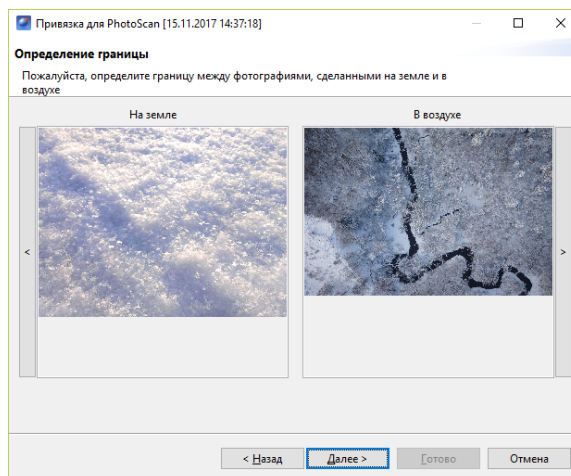 Привязка для PhotoScan [15.11.2017 14:37:18]
Определение границы
Пожалуйста, определите границу между фотографиями, сделанными на земле и в
воздухе
На земле
В воздухе
<
>
< Назад
Далее >
Готово
Отмена